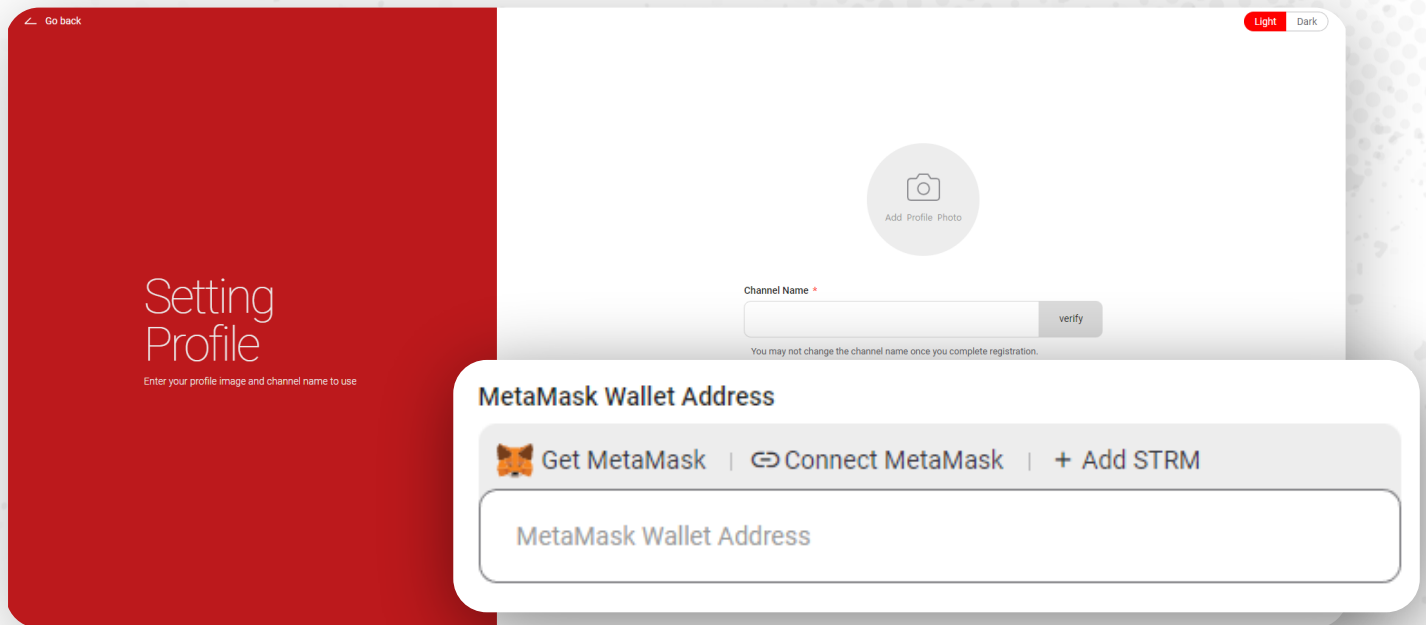 Go back
Light Dark
Add Profile Photo
Setting
Profile
Enter your profile image and channel name to use
Channel Name *
verify
You may not change the channel name once you complete registration.
MetaMask Wallet Address
Get MetaMask | Connect MetaMask | + Add STRM
MetaMask Wallet Address